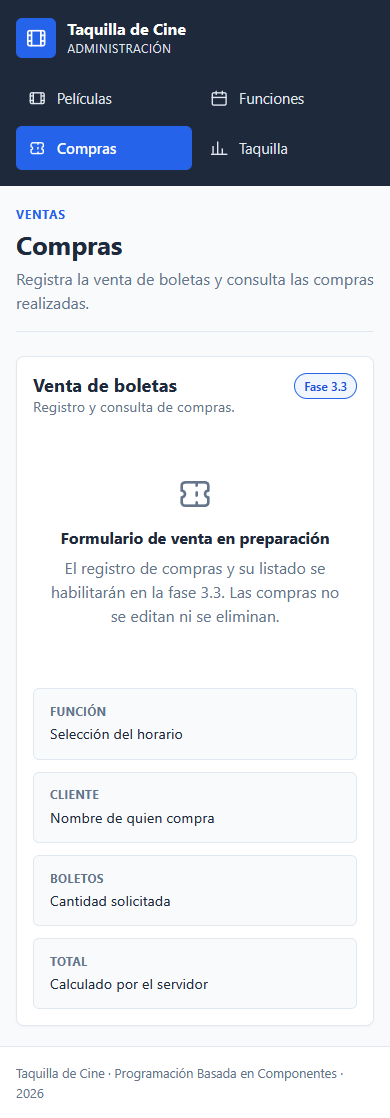 Taquilla de Cine
ADMINISTRACIÓN
Películas
Funciones
Compras
Taquilla
VENTAS
Compras
Registra la venta de boletas y consulta las compras
realizadas.
Venta de boletas
Fase 3.3
Registro y consulta de compras.
Formulario de venta en preparación
El registro de compras y su listado se
habilitarán en la fase 3.3. Las compras no
se editan ni se eliminan.
FUNCIÓN
Selección del horario
CLIENTE
Nombre de quien compra
BOLETOS
Cantidad solicitada
TOTAL
Calculado por el servidor
Taquilla de Cine · Programación Basada en Componentes ·
2026